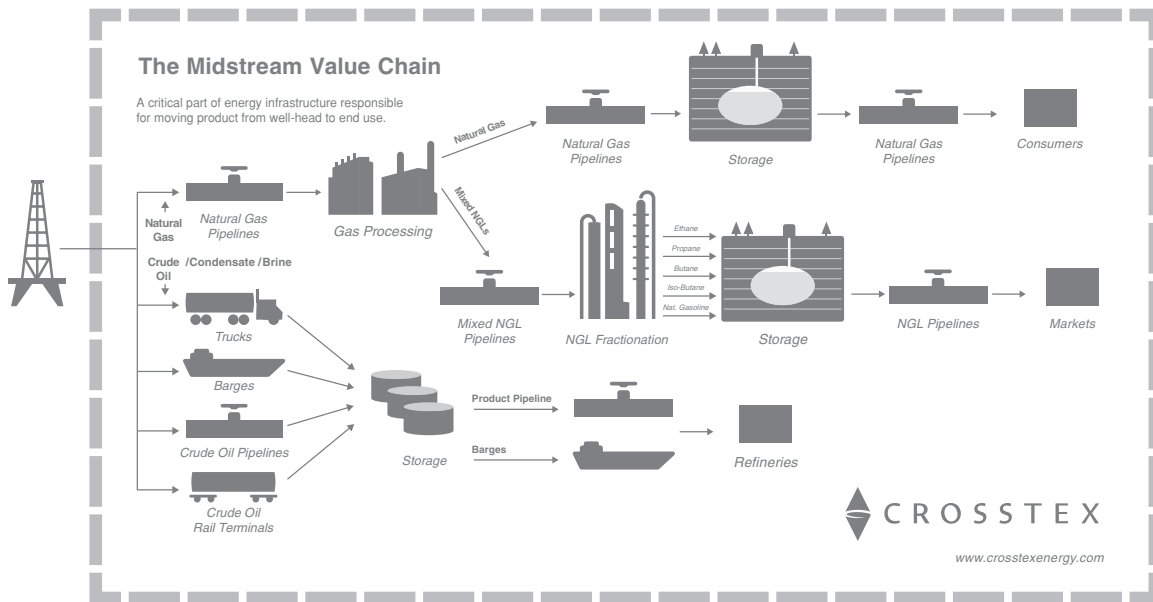 The Midstream Value Chain
A critical part of energy infrastructure responsible
for moving product from well-head to end use.
Natural Gas
Natural Gas
Pipelines
Storage
Natural Gas
Pipelines
Consumers
Natural
Gas
Natural Gas
Pipelines
Gas Processing
Mixed NGLs
Mixed NGL
Pipelines
NGL Fractionation
Ethane
Propane
Butane
Iso-Butane
Nat. Gasoline
Storage
NGL Pipelines
Markets
Crude /Condensate /Brine
Oil
Trucks
Barges
Crude Oil Pipelines
Crude Oil
Rail Terminals
Storage
Product Pipeline
Barges
Refineries
CROSSTEX
www.crosstexenergy.com